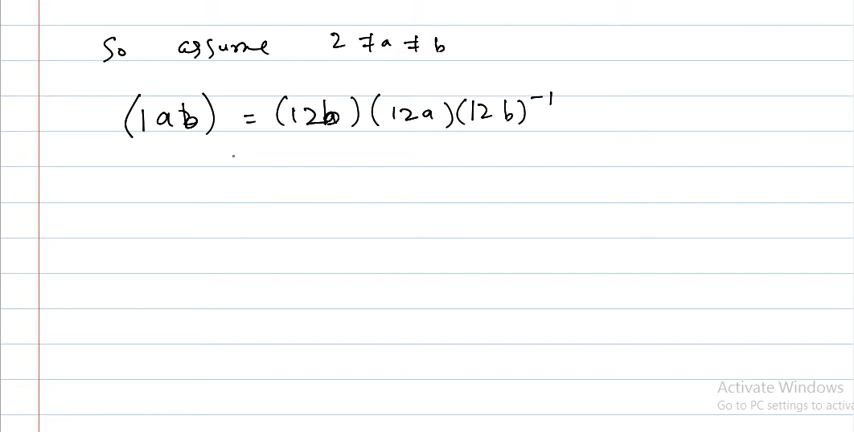 So assume 2 ≠ a ≠ b
(1ab) = (12b)(12a)(12b)⁻¹
Activate Windows
Go to PC settings to activa